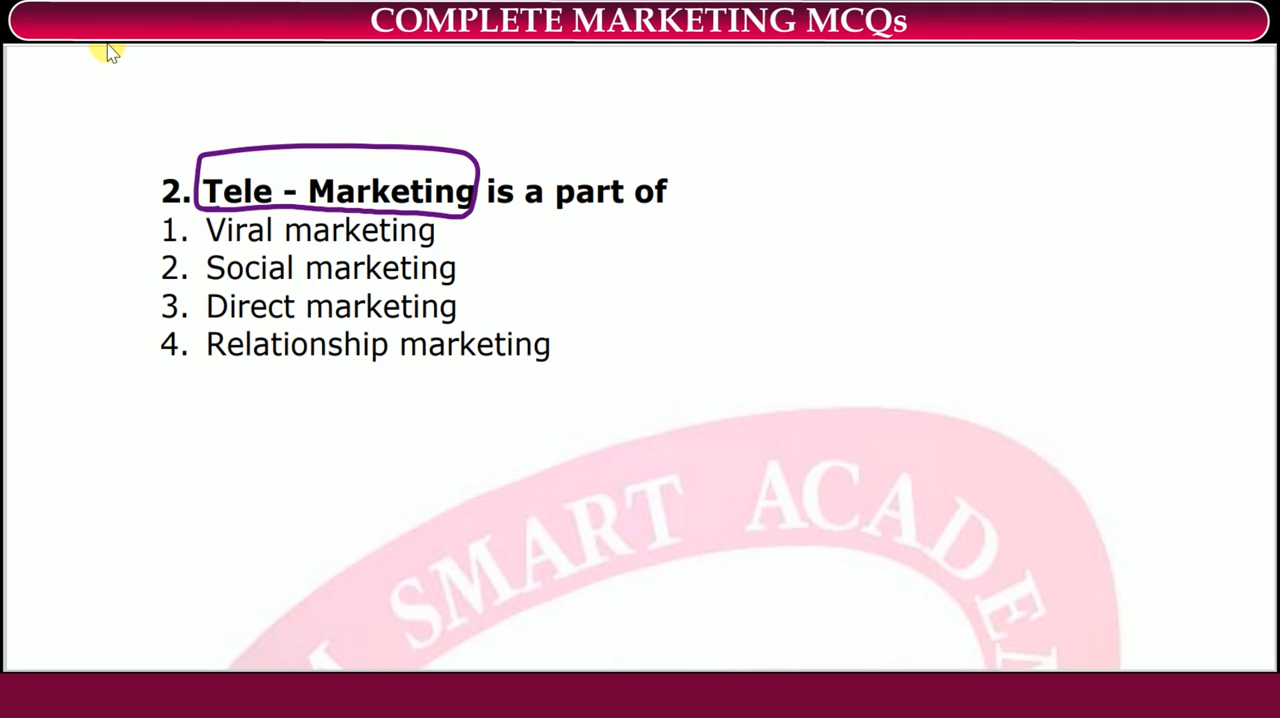 COMPLETE MARKETING MCQs
2. Tele - Marketing is a part of
1. Viral marketing
2. Social marketing
3. Direct marketing
4. Relationship marketing
SMART